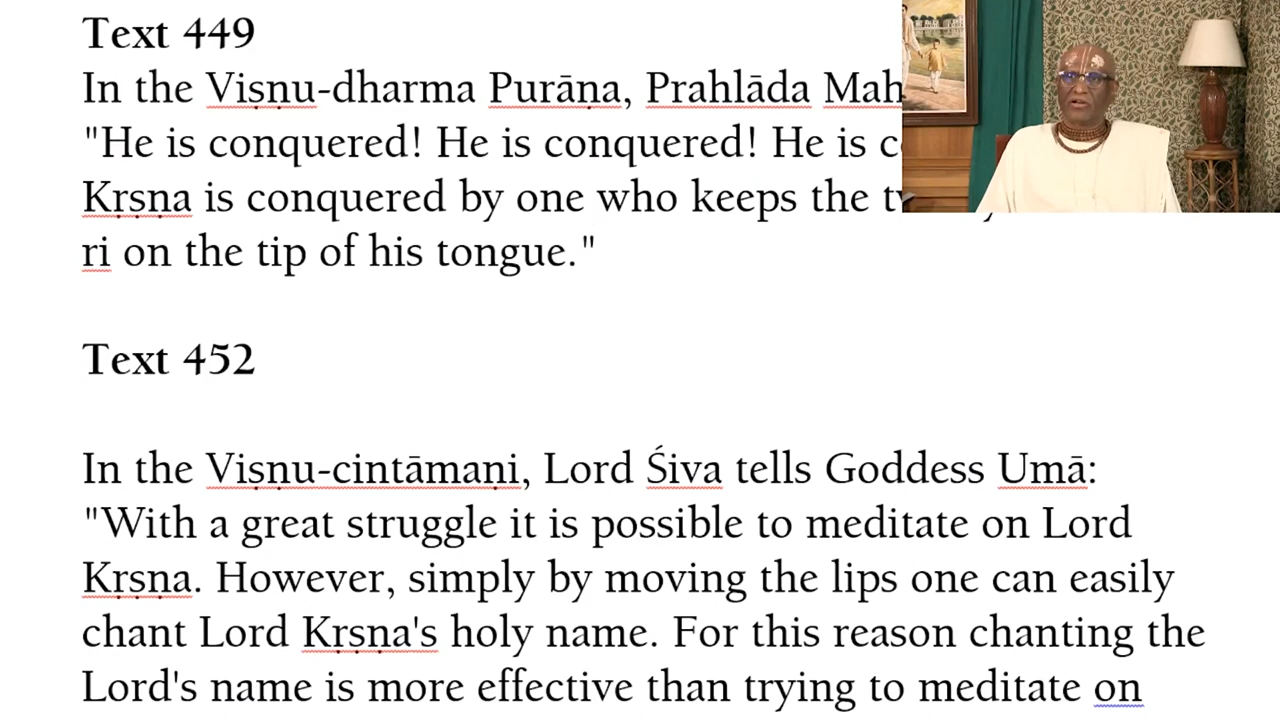 Text 449
In the Viṣṇu-dharma Purāṇa, Prahlāda
"He is conquered! He is conquered! He is
Kṛṣṇa is conquered by one who keeps the
ri on the tip of his tongue."
Text 452
In the Viṣṇu-cintāmaṇi, Lord Śiva tells Goddess Umā:
"With a great struggle it is possible to meditate on Lord
Kṛṣṇa. However, simply by moving the lips one can easily
chant Lord Kṛṣṇa's holy name. For this reason chanting the
Lord's name is more effective than trying to meditate on